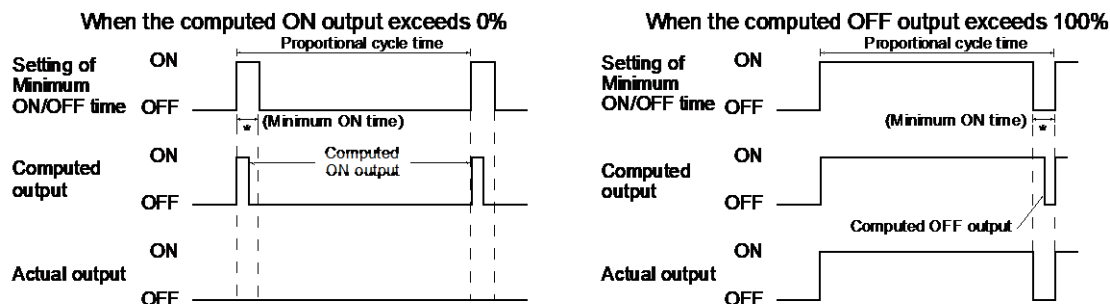 When the computed ON output exceeds 0%
Proportional cycle time
Setting of
Minimum
ON/OFF time
ON
OFF
*
(Minimum ON time)
Computed
output
ON
OFF
Computed
ON output
Actual output
ON
OFF
When the computed OFF output exceeds 100%
Proportional cycle time
Setting of
Minimum
ON/OFF time
ON
OFF
(Minimum ON time)
*
Computed
output
ON
OFF
Computed OFF output
Actual output
ON
OFF